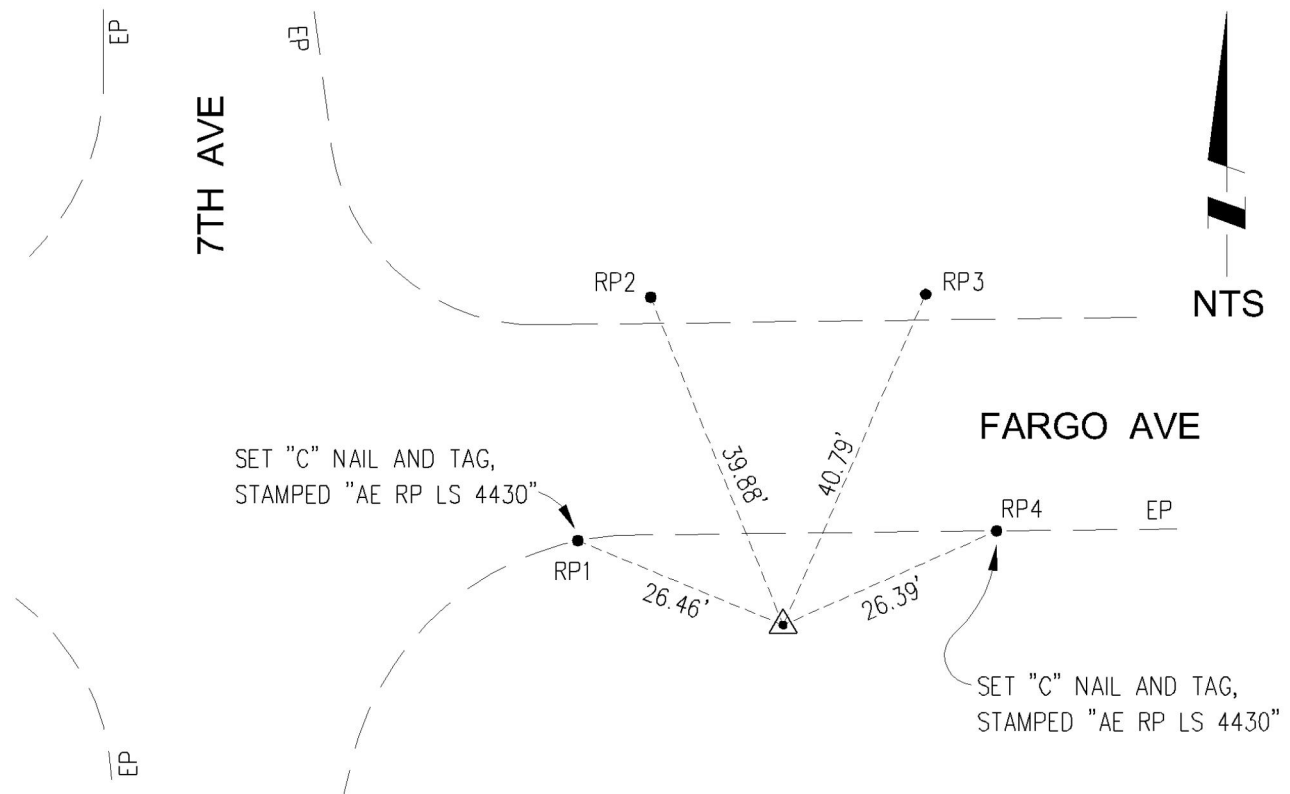 EP
EP
7TH AVE
RP2
RP3
NTS
FARGO AVE
SET "C" NAIL AND TAG,
STAMPED "AE RP LS 4430"
39.88'
40.79'
RP4
EP
RP1
26.46'
26.39'
SET "C" NAIL AND TAG,
STAMPED "AE RP LS 4430"
EP